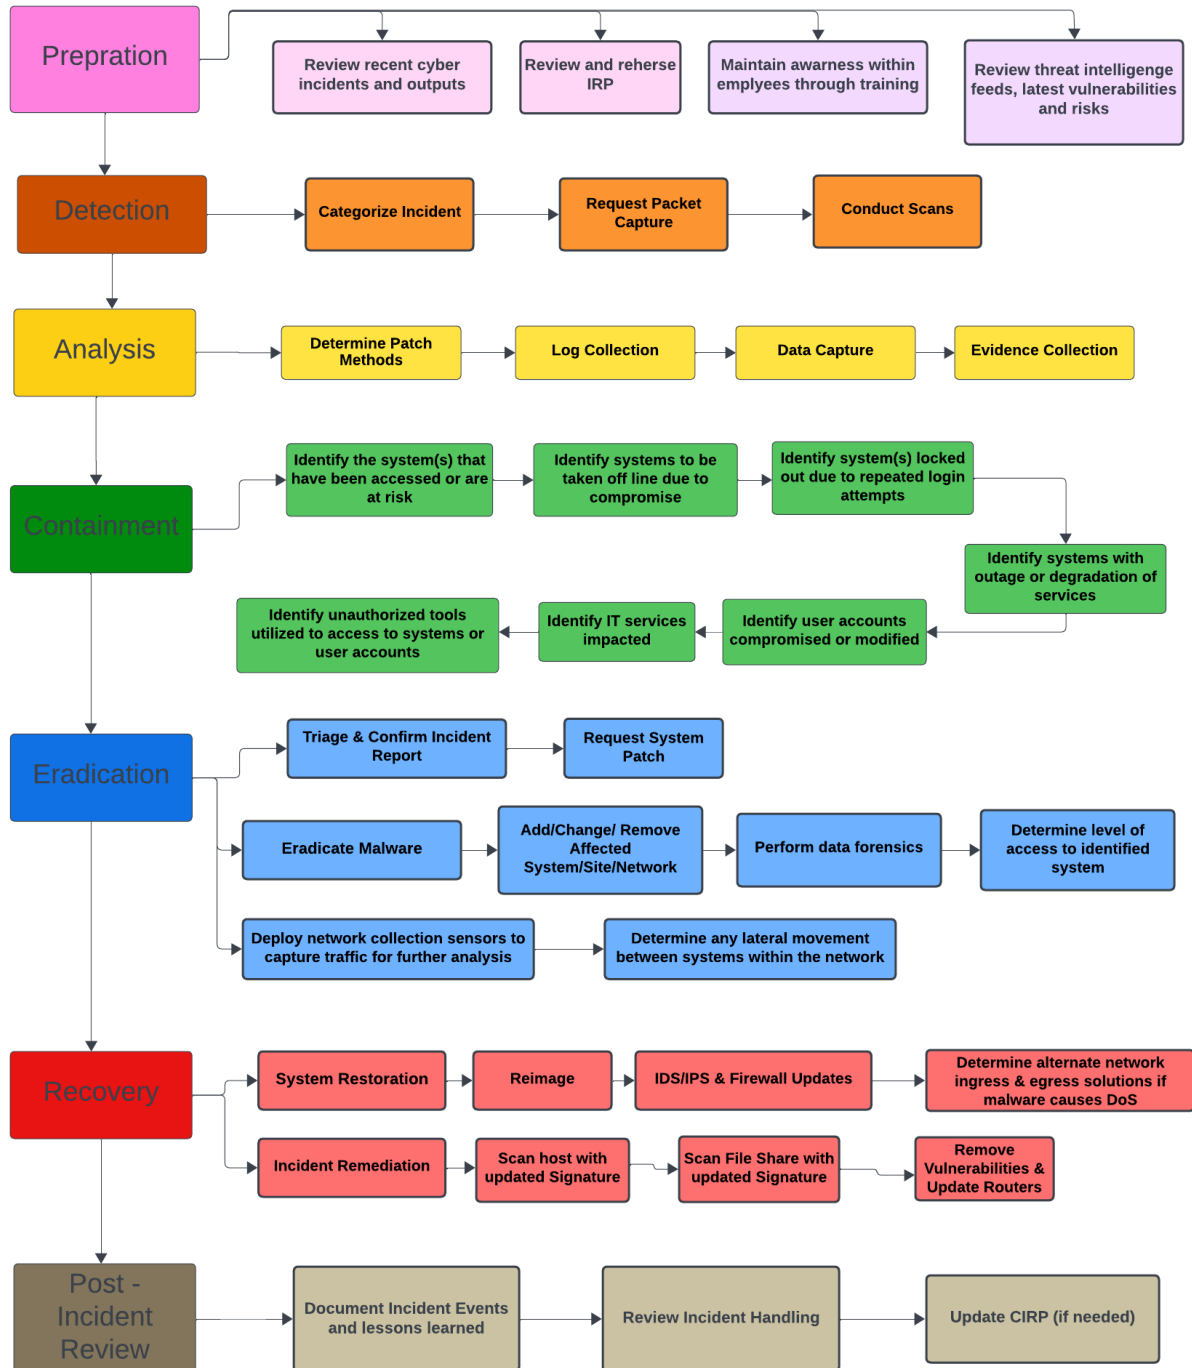 Prepration
Review recent cyber
incidents and outputs
Review and reherse
IRP
Maintain awarness within
emplyees through training
Review threat intelligenge
feeds, latest vulnerabilities
and risks
Detection
Categorize Incident
Request Packet
Capture
Conduct Scans
Analysis
Determine Patch
Methods
Log Collection
Data Capture
Evidence Collection
Containment
Identify the system(s) that
have been accessed or are
at risk
Identify systems to be
taken off line due to
compromise
Identify system(s) locked
out due to repeated login
attempts
Identify systems with
outage or degradation of
services
Identify user accounts
compromised or modified
Identify IT services
impacted
Identify unauthorized tools
utilized to access to systems or
user accounts
Eradication
Triage & Confirm Incident
Report
Request System
Patch
Eradicate Malware
Add/Change/ Remove
Affected
System/Site/Network
Perform data forensics
Determine level of
access to identified
system
Deploy network collection sensors to
capture traffic for further analysis
Determine any lateral movement
between systems within the network
Recovery
System Restoration
Reimage
IDS/IPS & Firewall Updates
Determine alternate network
ingress & egress solutions if
malware causes DoS
Incident Remediation
Scan host with
updated Signature
Scan File Share with
updated Signature
Remove
Vulnerabilities &
Update Routers
Post -
Incident
Review
Document Incident Events
and lessons learned
Review Incident Handling
Update CIRP (if needed)